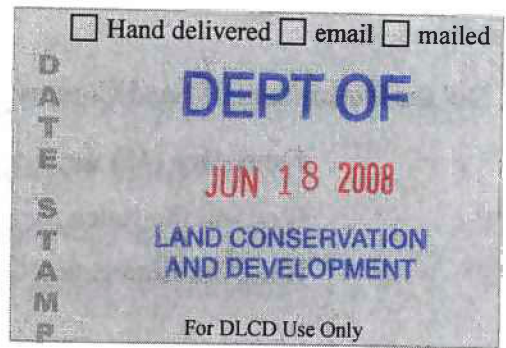 ☐ Hand delivered ☐ email ☐ mailed
DATE STAMP
DEPT OF
JUN 18 2008
LAND CONSERVATION
AND DEVELOPMENT
For DLCD Use Only